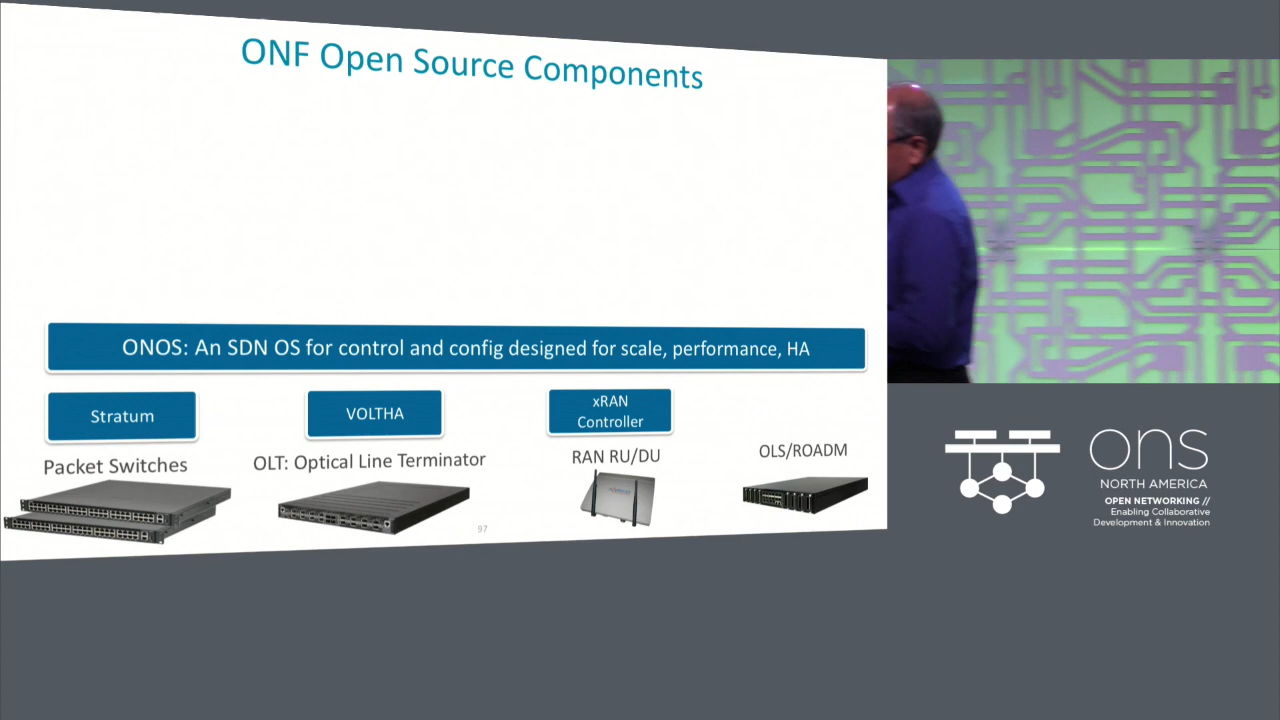 ONF Open Source Components
ONOS: An SDN OS for control and config designed for scale, performance, HA
Stratum
VOLTHA
xRAN
Controller
Packet Switches
OLT: Optical Line Terminator
RAN RU/DU
OLS/ROADM
97
ons
NORTH AMERICA
OPEN NETWORKING //
Enabling Collaborative
Development & Innovation